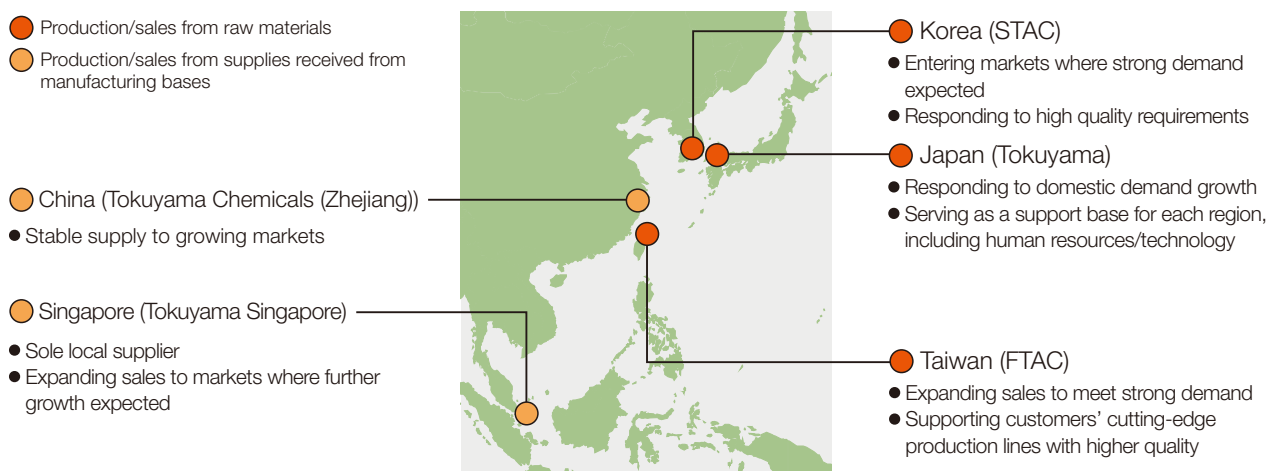 Production/sales from raw materials
Production/sales from supplies received from
manufacturing bases
China (Tokuyama Chemicals (Zhejiang))
● Stable supply to growing markets
Singapore (Tokuyama Singapore)
● Sole local supplier
● Expanding sales to markets where further
growth expected
Korea (STAC)
● Entering markets where strong demand
expected
● Responding to high quality requirements
Japan (Tokuyama)
● Responding to domestic demand growth
● Serving as a support base for each region,
including human resources/technology
Taiwan (FTAC)
● Expanding sales to meet strong demand
● Supporting customers’ cutting-edge
production lines with higher quality